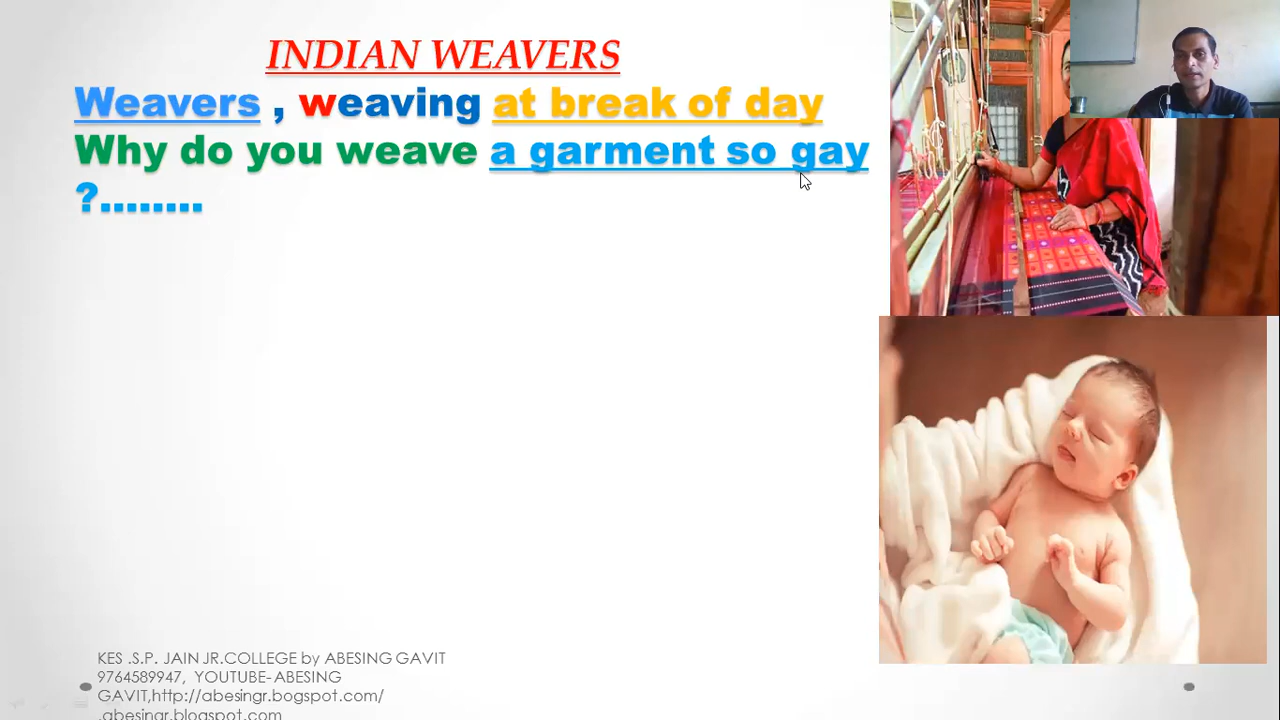 INDIAN WEAVERS
Weavers , weaving at break of day
Why do you weave a garment so gay
?........
KES .S.P. JAIN JR.COLLEGE by ABESING GAVIT
9764589947, YOUTUBE- ABESING
GAVIT,http://abesingr.bogspot.com/
.abesingr.blogspot.com